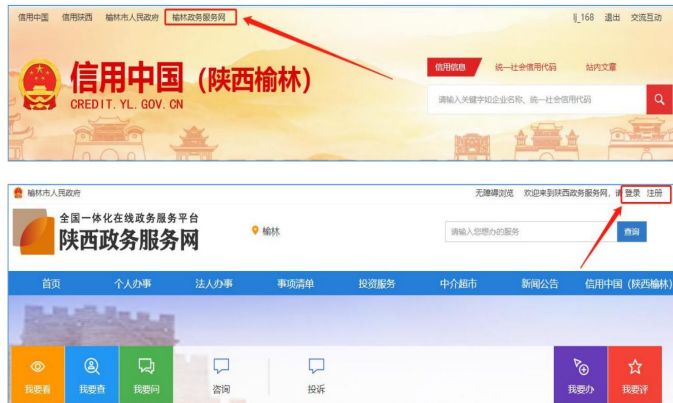 信用中国 信用陕西 榆林市人民政府 榆林政务服务网 lj_168 退出 交流互动
信用信息 统一社会信用代码 站内文章
信用中国（陕西榆林）
CREDIT.YL.GOV.CN
请输入关键字如企业名称、统一社会信用代码
榆林市人民政府 无障碍浏览 欢迎来到陕西政务服务网，请 登录 注册
全国一体化在线政务服务平台
陕西政务服务网 榆林 请输入您想办的服务 查询
首页 个人办事 法人办事 事项清单 投资服务 中介超市 新闻公告 信用中国（陕西榆林）
我要看 我要查 我要问 咨询 投诉 我要办 我要评